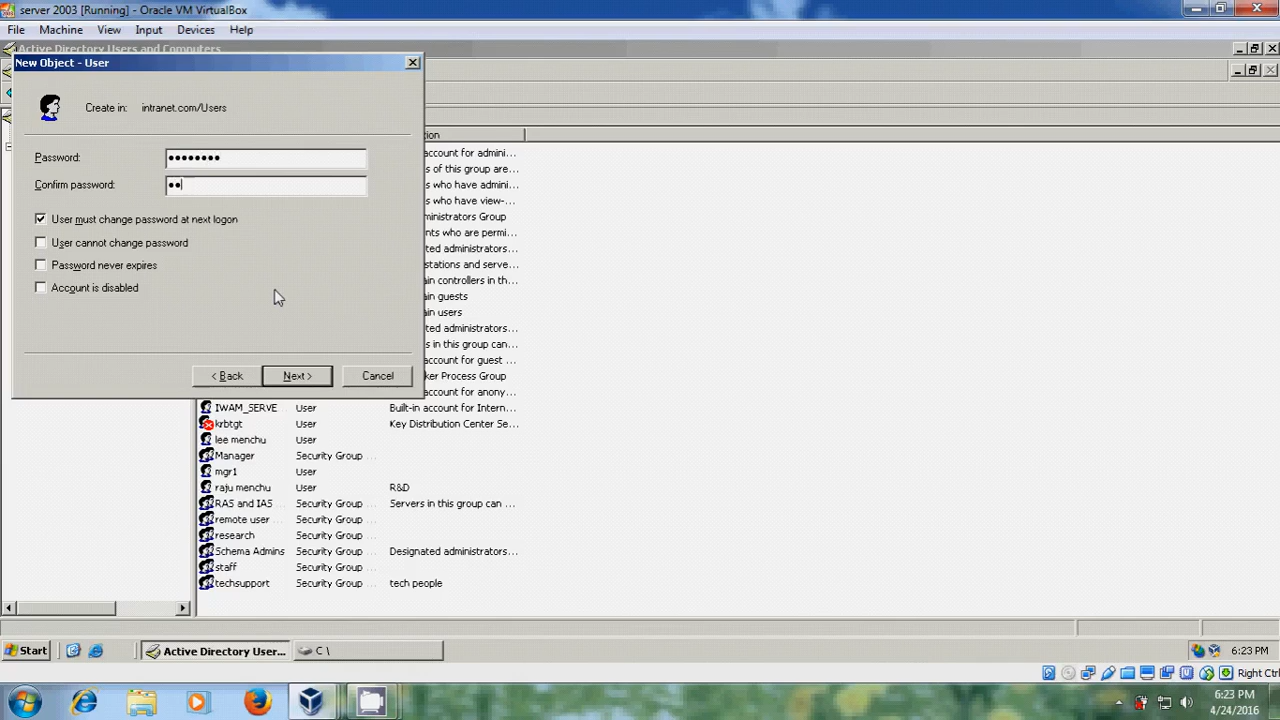 server 2003 [Running] - Oracle VM VirtualBox
File Machine View Input Devices Help
Active Directory Users and Computers
New Object - User
Create in: intranet.com/Users
Password:
Confirm password:
User must change password at next logon
User cannot change password
Password never expires
Account is disabled
< Back Next > Cancel
tion
account for admini...
s of this group are...
s who have admini...
s who have view-...
ministrators Group
nts who are permi...
ted administrators...
stations and serve...
ain controllers in th...
ain guests
ain users
ted administrators...
s in this group can...
account for guest
ker Process Group
account for anony...
IWAM_SERVE User Built-in account for Intern...
krbtgt User Key Distribution Center Se...
lee menchu User
Manager Security Group ...
mgr1 User
raju menchu User R&D
RAS and IAS Security Group ... Servers in this group can ...
remote user Security Group ...
research Security Group ...
Schema Admins Security Group ... Designated administrators...
staff Security Group ...
techsupport Security Group ... tech people
Start Active Directory User... C:\ 6:23 PM
Right Ctrl
6:23 PM
4/24/2016